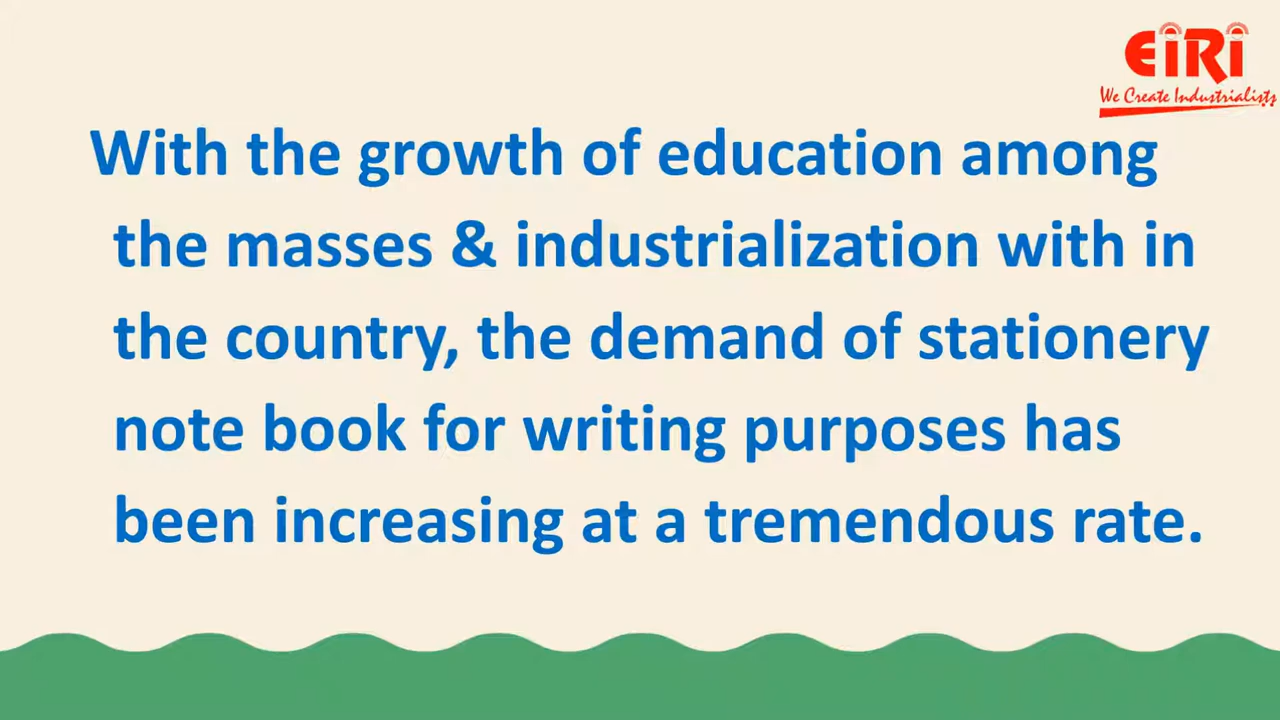 EiRi
We Create Industrialists
With the growth of education among
the masses & industrialization with in
the country, the demand of stationery
note book for writing purposes has
been increasing at a tremendous rate.